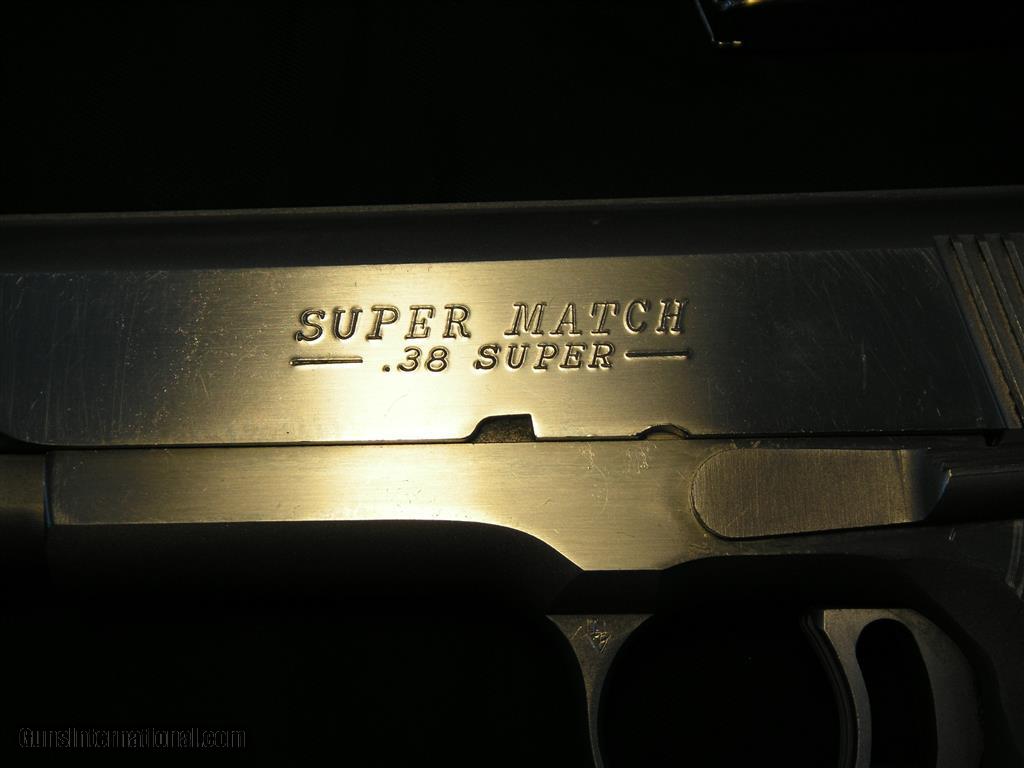 SUPER MATCH
.38 SUPER
GunsInternational.com